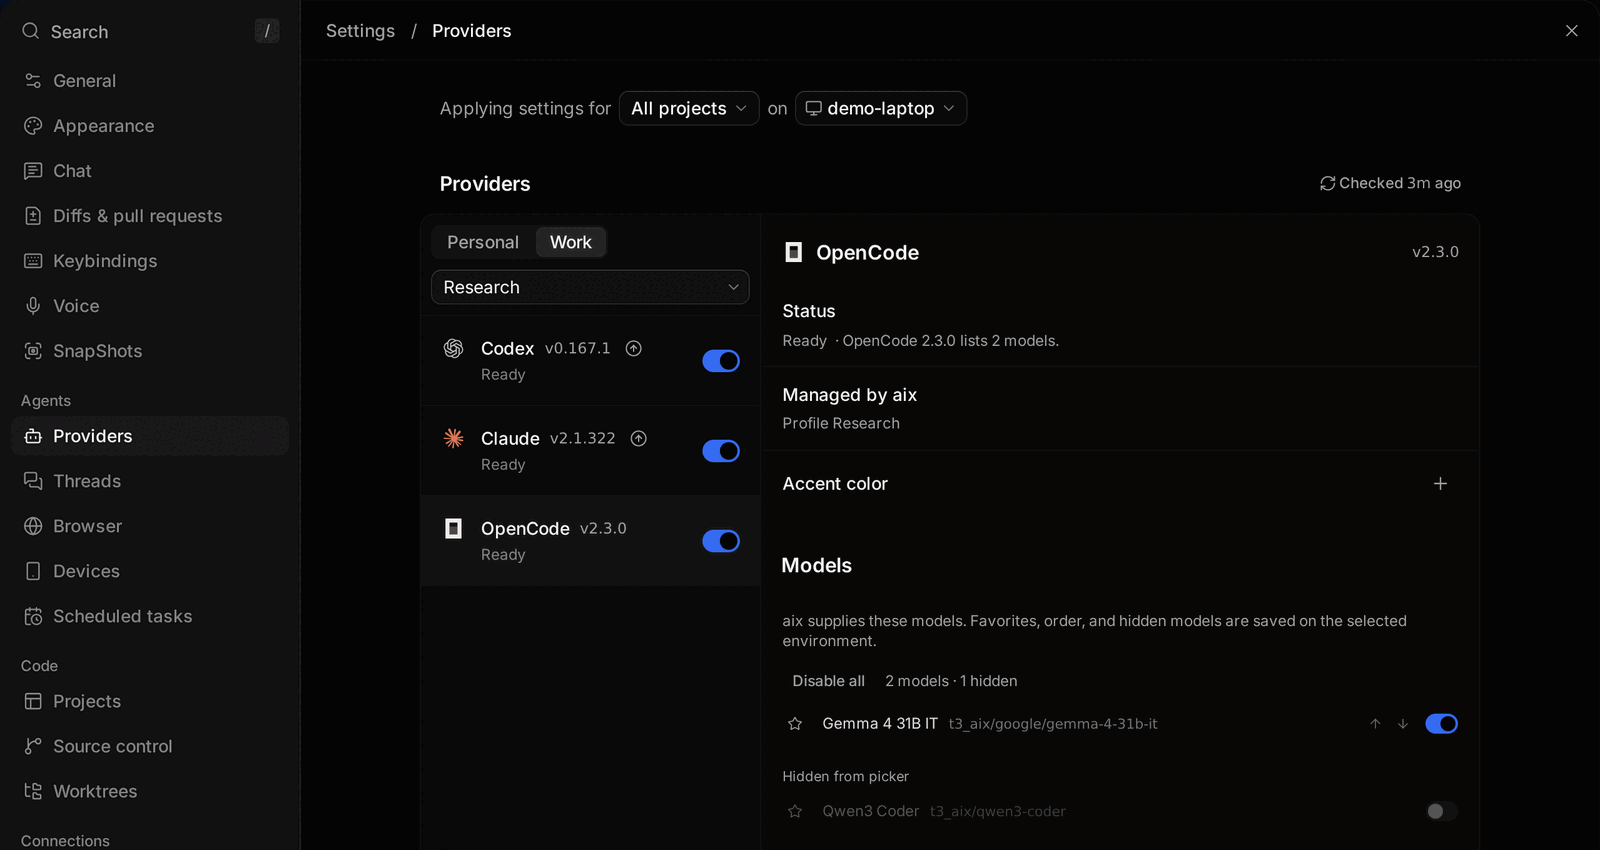 Search /
General
Appearance
Chat
Diffs & pull requests
Keybindings
Voice
SnapShots
Agents
Providers
Threads
Browser
Devices
Scheduled tasks
Code
Projects
Source control
Worktrees
Connections
Settings / Providers
Applying settings for All projects on demo-laptop
Providers
Checked 3m ago
Personal Work
Research
Codex v0.167.1
Ready
Claude v2.1.322
Ready
OpenCode v2.3.0
Ready
OpenCode v2.3.0
Status
Ready · OpenCode 2.3.0 lists 2 models.
Managed by aix
Profile Research
Accent color
Models
aix supplies these models. Favorites, order, and hidden models are saved on the selected
environment.
Disable all 2 models · 1 hidden
Gemma 4 31B IT t3_aix/google/gemma-4-31b-it
Hidden from picker
Qwen3 Coder t3_aix/qwen3-coder